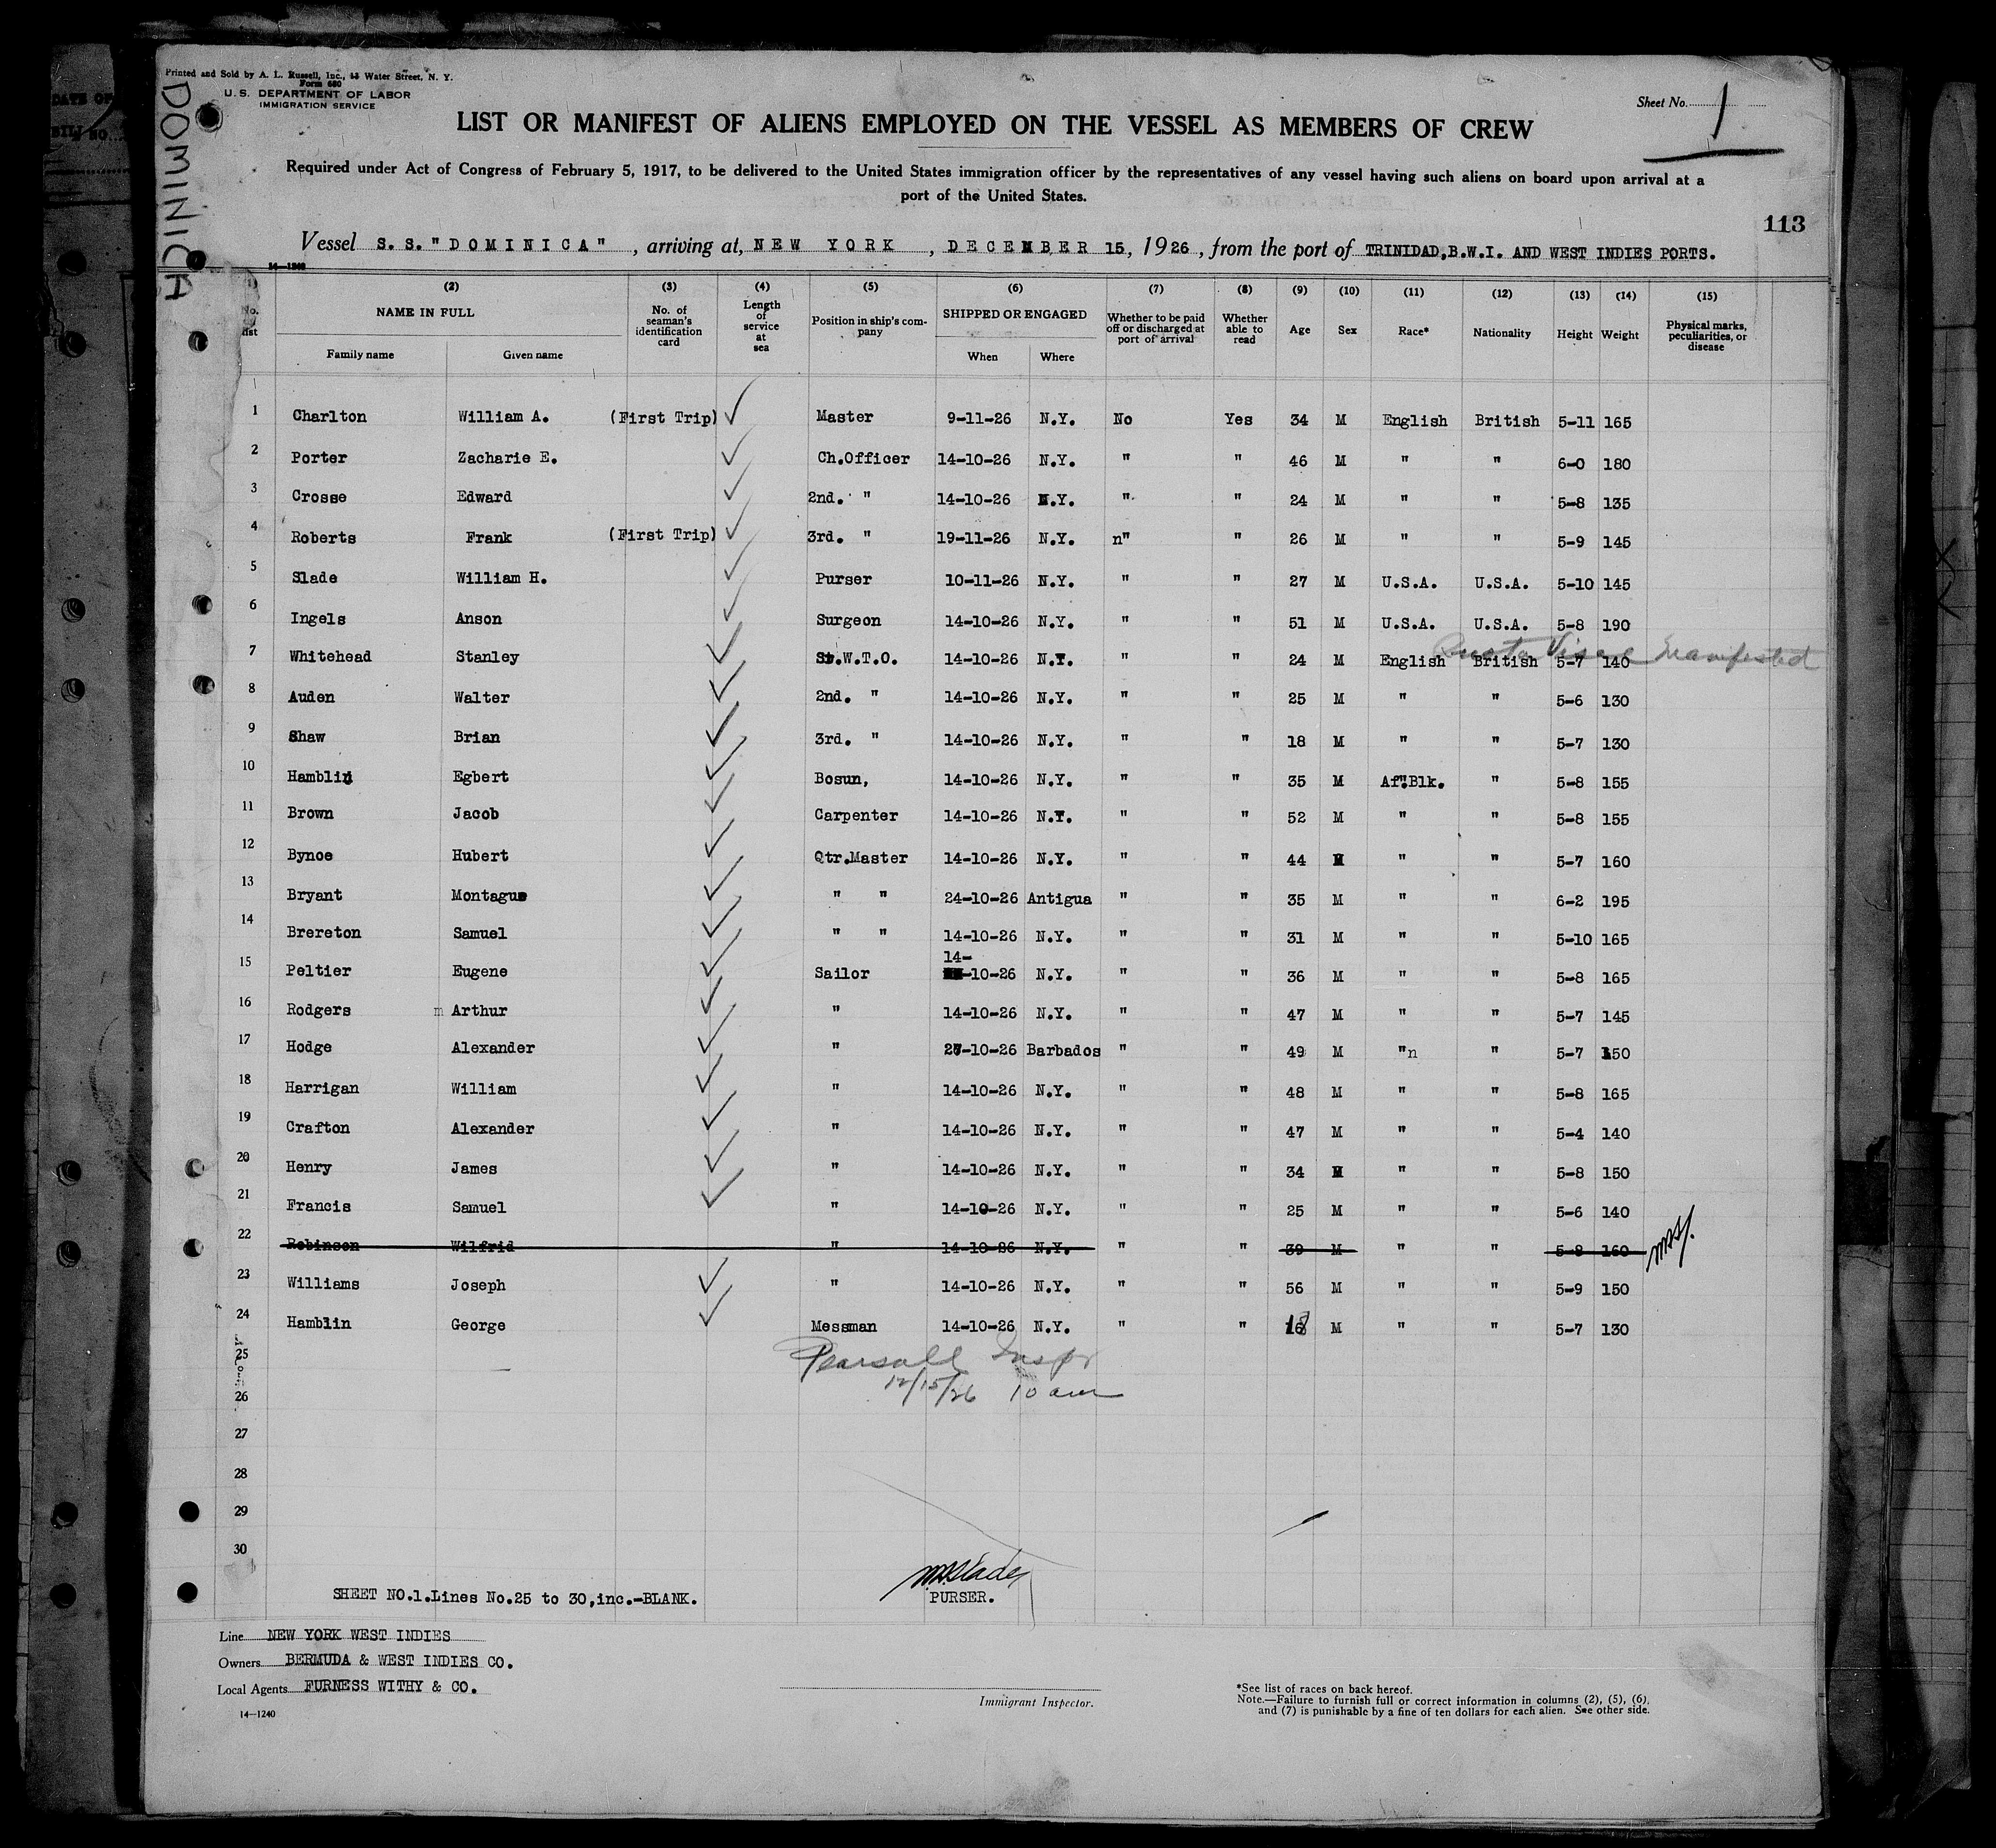 Printed and Sold by A. L. Russell, Inc., 13 Water Street, N. Y.
Form 680
U. S. DEPARTMENT OF LABOR
IMMIGRATION SERVICE
DOMINICA
Sheet No. 1
LIST OR MANIFEST OF ALIENS EMPLOYED ON THE VESSEL AS MEMBERS OF CREW
Required under Act of Congress of February 5, 1917, to be delivered to the United States immigration officer by the representatives of any vessel having such aliens on board upon arrival at a
port of the United States.
113
Vessel S. S. "DOMINICA", arriving at, NEW YORK, DECEMBER 15, 1926, from the port of TRINIDAD, B.W.I. AND WEST INDIES PORTS.
14—1240
(2) (3) (4) (5) (6) (7) (8) (9) (10) (11) (12) (13) (14) (15)
No. list NAME IN FULL Family name Given name No. of seaman's identification card Length of service at sea Position in ship's company SHIPPED OR ENGAGED When Where Whether to be paid off or discharged at port of arrival Whether able to read Age Sex Race* Nationality Height Weight Physical marks, peculiarities, or disease
1 Charlton William A. (First Trip) Master 9-11-26 N.Y. No Yes 34 M English British 5-11 165
2 Porter Zacharie E. Ch.Officer 14-10-26 N.Y. " " 46 M " " 6-0 180
3 Crosse Edward 2nd. " 14-10-26 N.Y. " " 24 M " " 5-8 135
4 Roberts Frank (First Trip) 3rd. " 19-11-26 N.Y. n" " 26 M " " 5-9 145
5 Slade William H. Purser 10-11-26 N.Y. " " 27 M U.S.A. U.S.A. 5-10 145
6 Ingels Anson Surgeon 14-10-26 N.Y. " " 51 M U.S.A. U.S.A. 5-8 190
Quota Visae Manifested
7 Whitehead Stanley Sr.W.T.O. 14-10-26 N.Y. " " 24 M English British 5-7 140
8 Auden Walter 2nd. " 14-10-26 N.Y. " " 25 M " " 5-6 130
9 Shaw Brian 3rd. " 14-10-26 N.Y. " " 18 M " " 5-7 130
10 Hamblin Egbert Bosun, 14-10-26 N.Y. " " 35 M Af.Blk. " 5-8 155
11 Brown Jacob Carpenter 14-10-26 N.Y. " " 52 M " " 5-8 155
12 Bynoe Hubert Qtr.Master 14-10-26 N.Y. " " 44 M " " 5-7 160
13 Bryant Montague " " 24-10-26 Antigua " " 35 M " " 6-2 195
14 Brereton Samuel " " 14-10-26 N.Y. " " 31 M " " 5-10 165
15 Peltier Eugene Sailor 14-10-26 N.Y. " " 36 M " " 5-8 165
16 Rodgers m Arthur " 14-10-26 N.Y. " " 47 M " " 5-7 145
17 Hodge Alexander " 27-10-26 Barbados " " 49 M "n " 5-7 150
18 Harrigan William " 14-10-26 N.Y. " " 48 M " " 5-8 165
19 Crafton Alexander " 14-10-26 N.Y. " " 47 M " " 5-4 140
20 Henry James " 14-10-26 N.Y. " " 34 M " " 5-8 150
21 Francis Samuel " 14-10-26 N.Y. " " 25 M " " 5-6 140
22 Robinson Wilfrid " 14-10-26 N.Y. " " 39 M " " 5-8 160
23 Williams Joseph " 14-10-26 N.Y. " " 56 M " " 5-9 150
24 Hamblin George Messman 14-10-26 N.Y. " " 18 M " " 5-7 130
25 Pearsall Inspr
26 12/15/26 10 am
27
28
29
30
WHSlade
SHEET NO.1.Lines No.25 to 30,inc.-BLANK. PURSER.
Line NEW YORK WEST INDIES
Owners BERMUDA & WEST INDIES CO.
Local Agents FURNESS WITHY & CO.
14—1240
Immigrant Inspector.
*See list of races on back hereof.
Note.—Failure to furnish full or correct information in columns (2), (5), (6), and (7) is punishable by a fine of ten dollars for each alien. See other side.